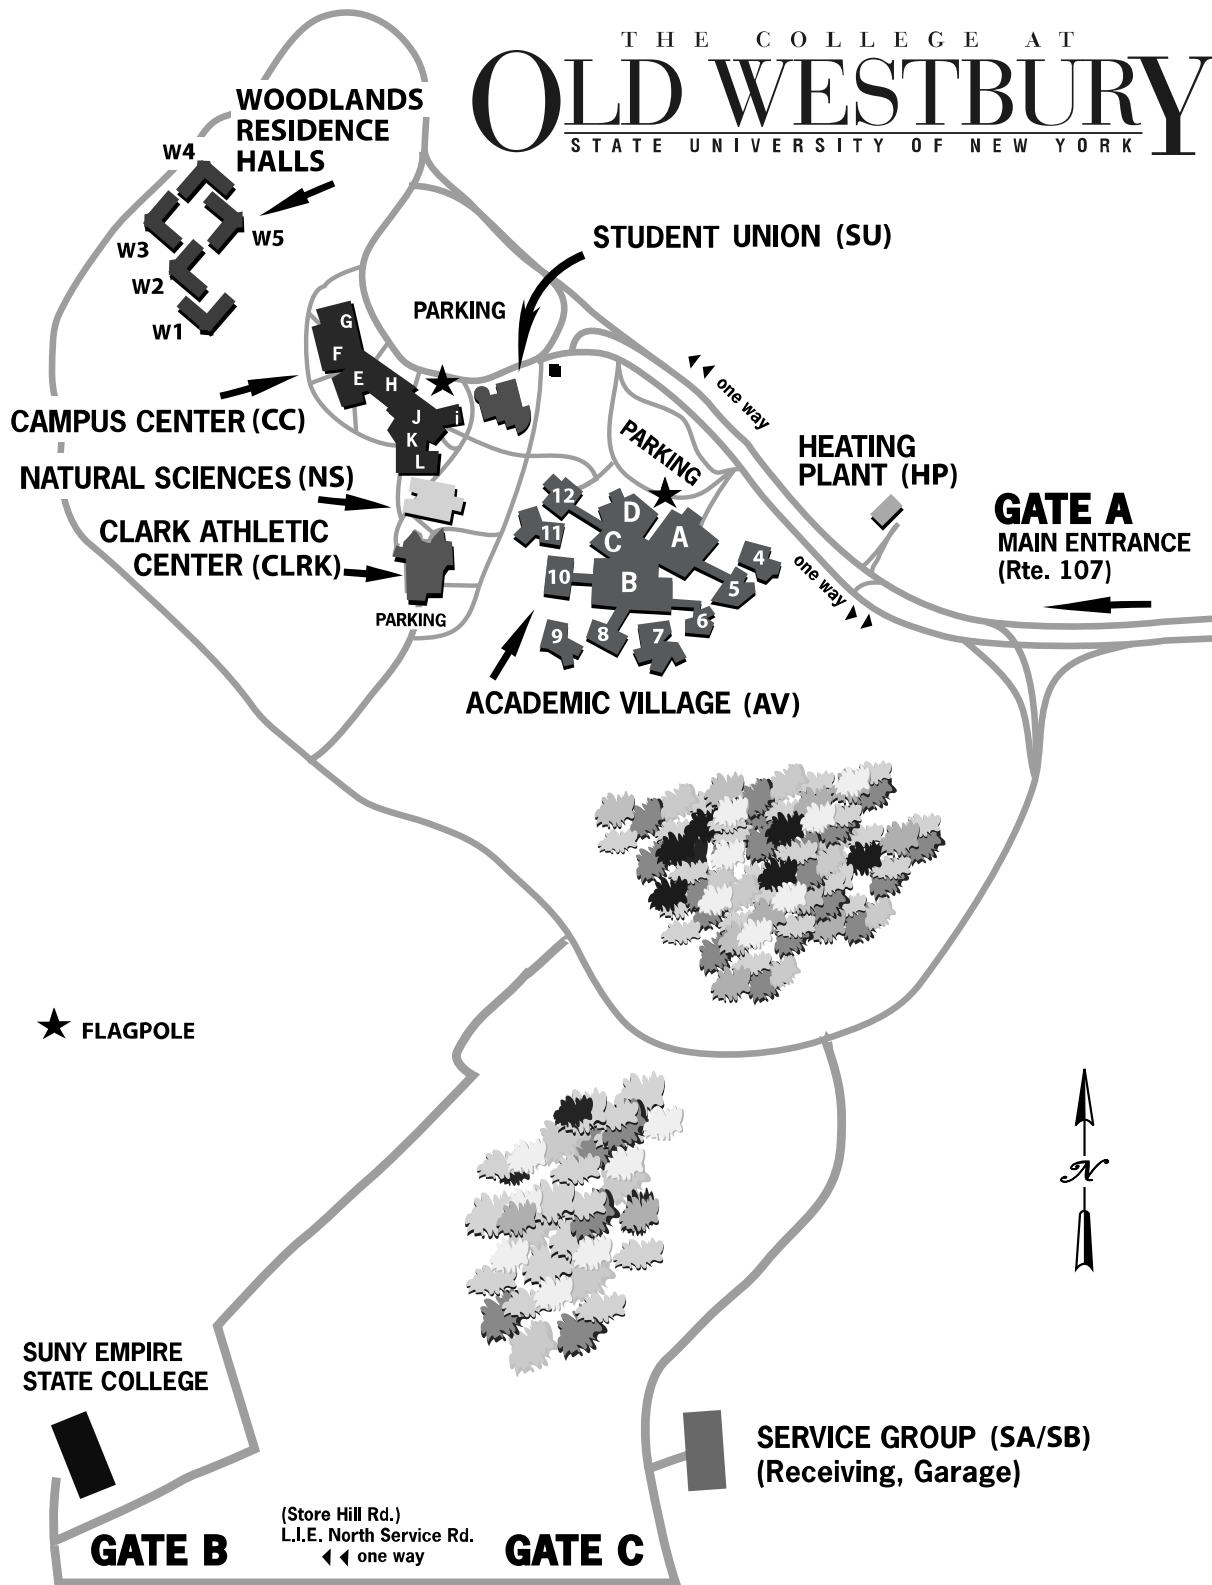 THE COLLEGE AT
OLD WESTBURY
STATE UNIVERSITY OF NEW YORK
WOODLANDS
RESIDENCE
HALLS
W4
W3
W5
W2
W1
STUDENT UNION (SU)
PARKING
G
F
E
H
J
i
K
L
CAMPUS CENTER (CC)
one way
PARKING
HEATING
PLANT (HP)
NATURAL SCIENCES (NS)
CLARK ATHLETIC
CENTER (CLRK)
PARKING
GATE A
MAIN ENTRANCE
(Rte. 107)
12
11
10
9
8
7
6
5
4
D
C
A
B
one way
ACADEMIC VILLAGE (AV)
FLAGPOLE
N
SUNY EMPIRE
STATE COLLEGE
SERVICE GROUP (SA/SB)
(Receiving, Garage)
(Store Hill Rd.)
L.I.E. North Service Rd.
one way
GATE B
GATE C